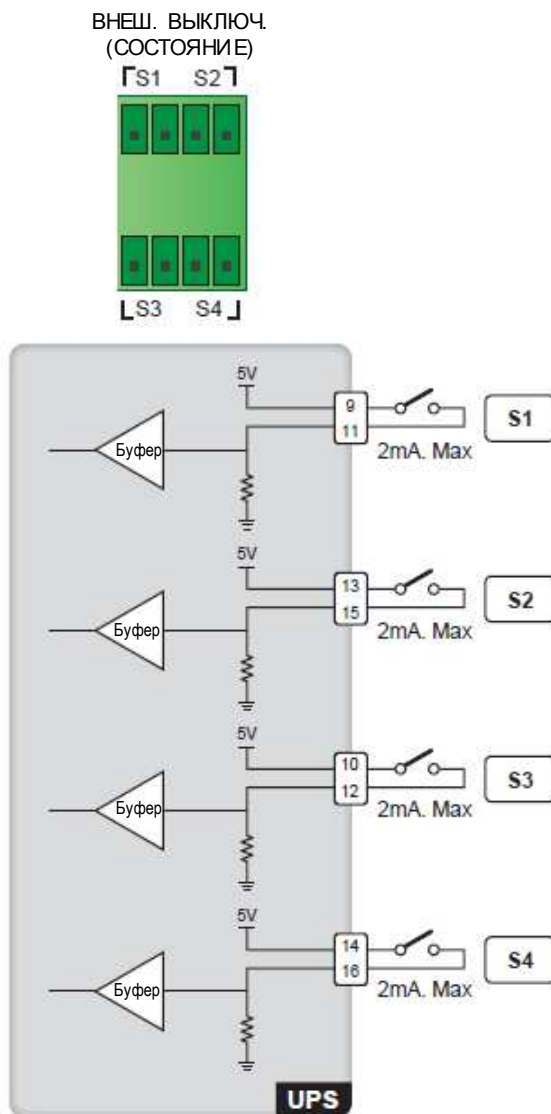 ВНЕШ. ВЫКЛЮЧ.
(СОСТОЯНИЕ)
S1 S2
S3 S4
5V
9
11
Буфер
2mA. Max
S1
5V
13
15
Буфер
2mA. Max
S2
5V
10
12
Буфер
2mA. Max
S3
5V
14
16
Буфер
2mA. Max
S4
UPS